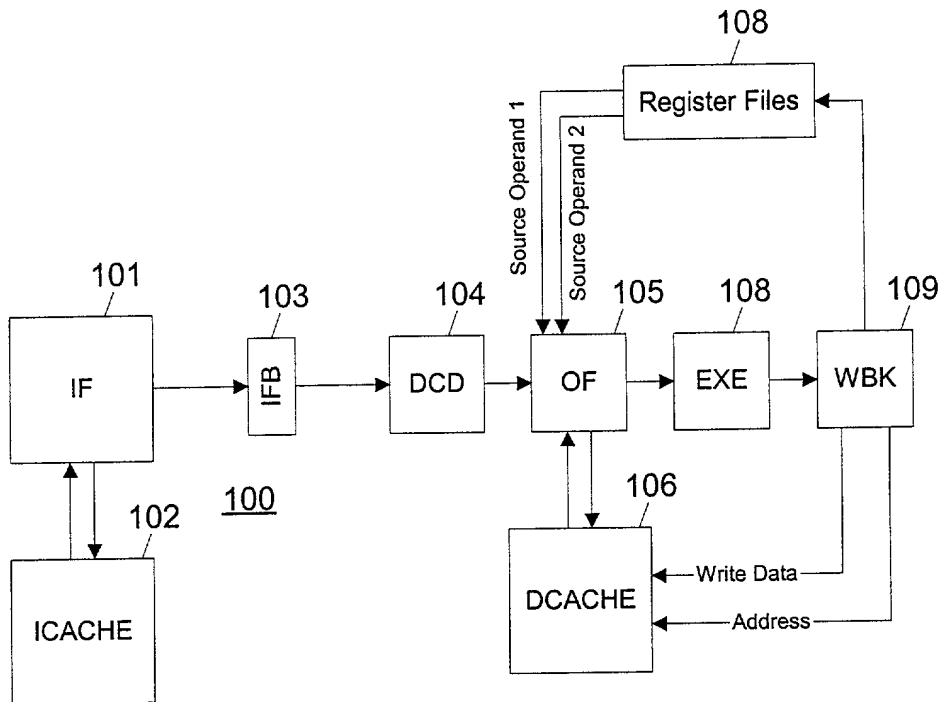 108
Register Files
Source Operand 1
Source Operand 2
101
103
104
105
108
109
IF
IFB
DCD
OF
EXE
WBK
102
100
106
ICACHE
DCACHE
Write Data
Address